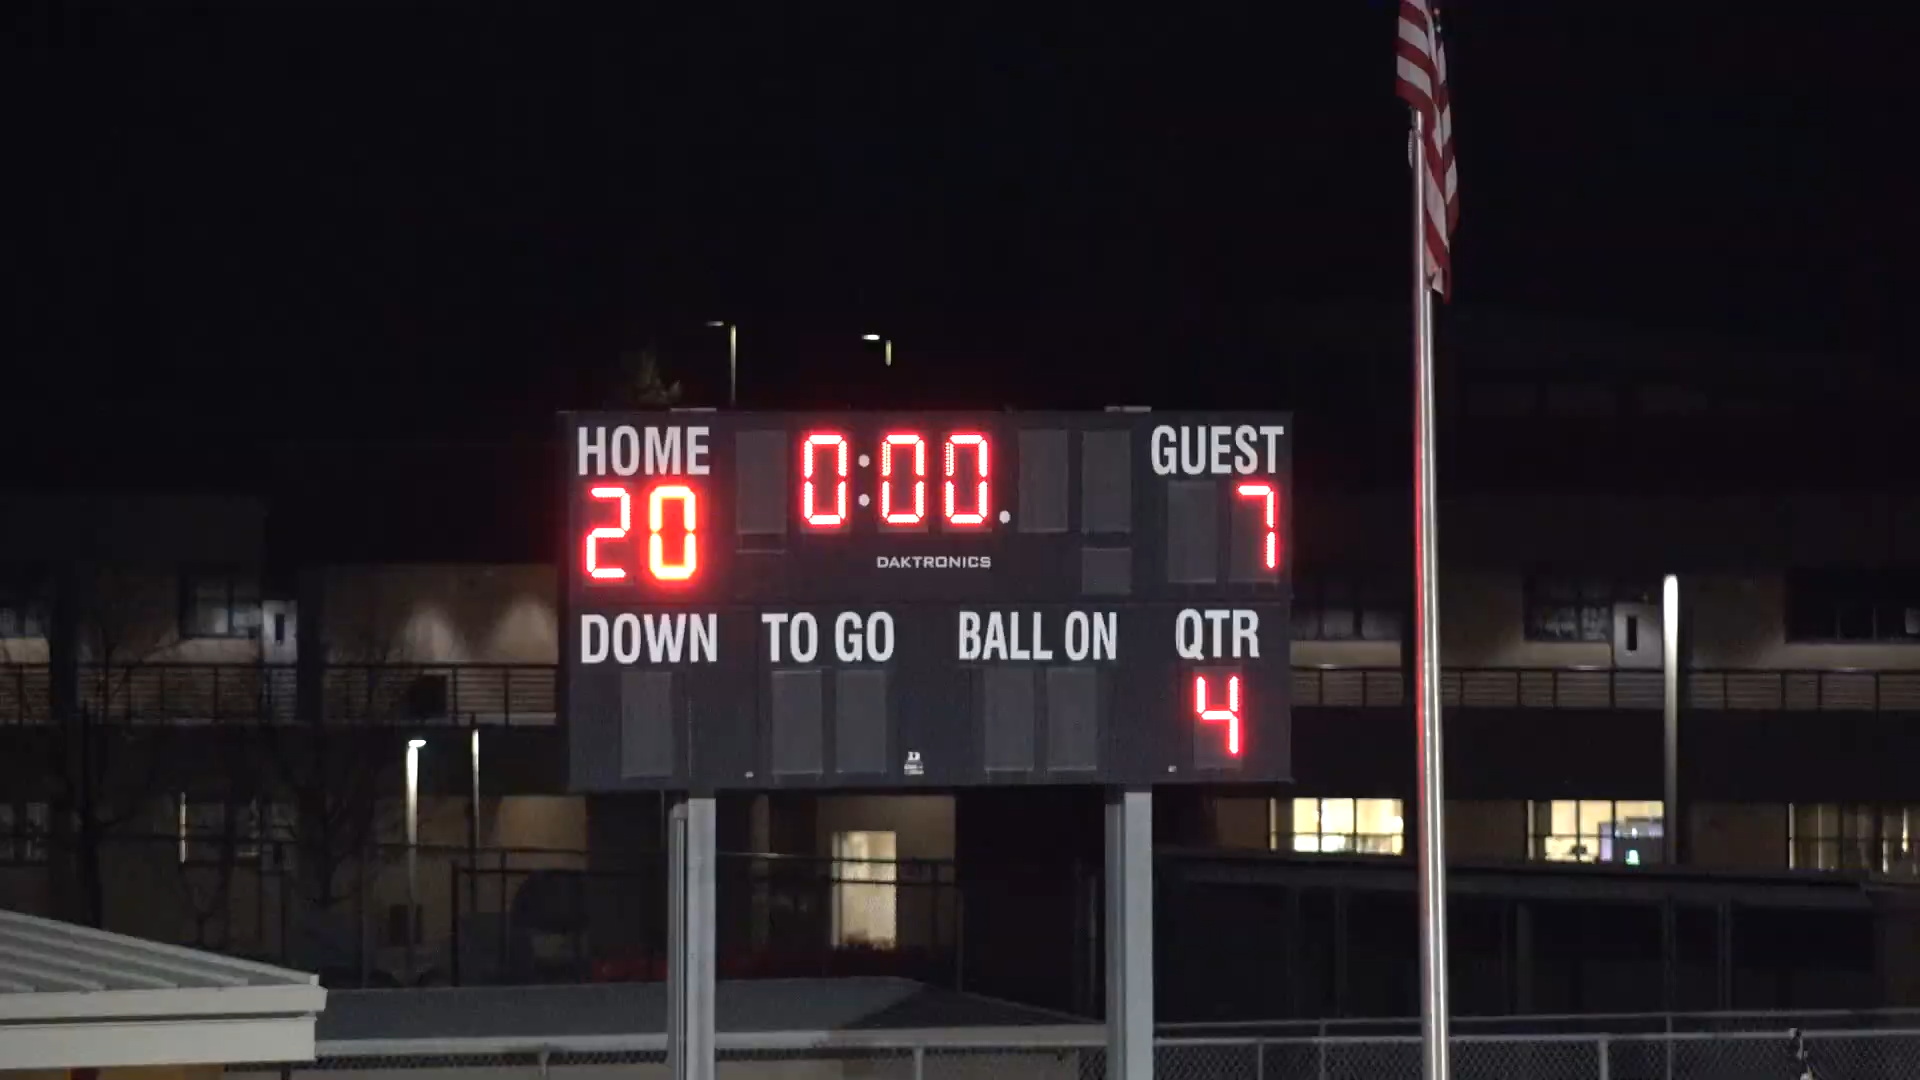 HOME 0:00. GUEST
20 7
DAKTRONICS
DOWN TO GO BALL ON QTR
4